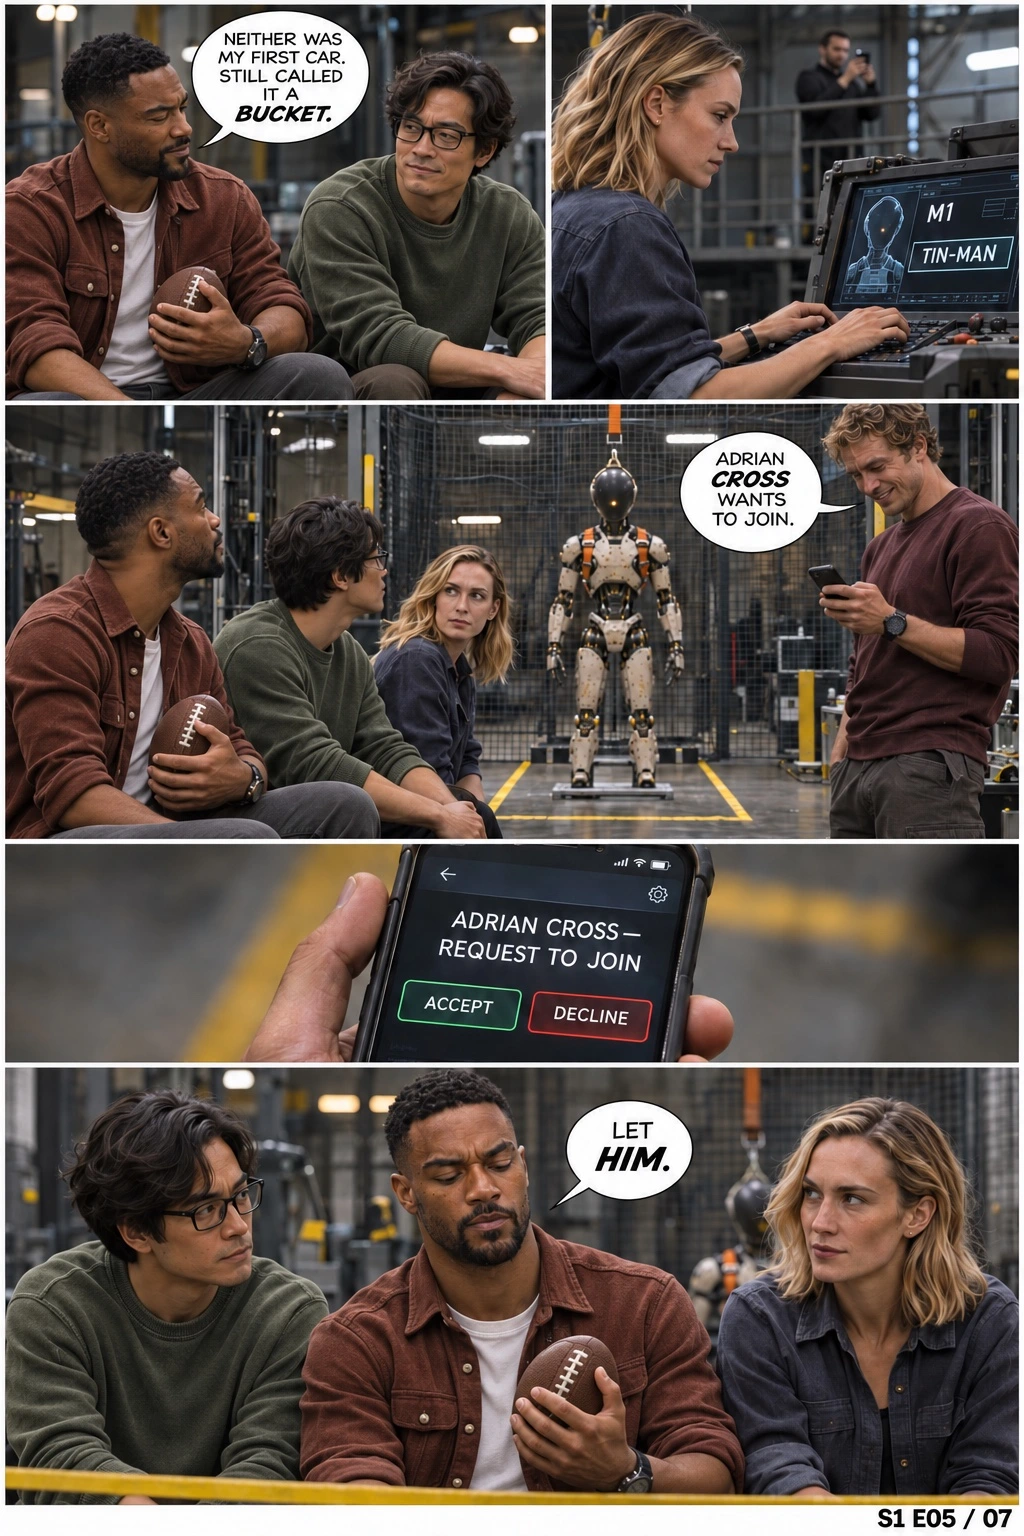 NEITHER WAS
MY FIRST CAR.
STILL CALLED
IT A
BUCKET.
M1
TIN-MAN
ADRIAN
CROSS
WANTS
TO JOIN.
ADRIAN CROSS—
REQUEST TO JOIN
ACCEPT
DECLINE
LET
HIM.
S1 E05 / 07